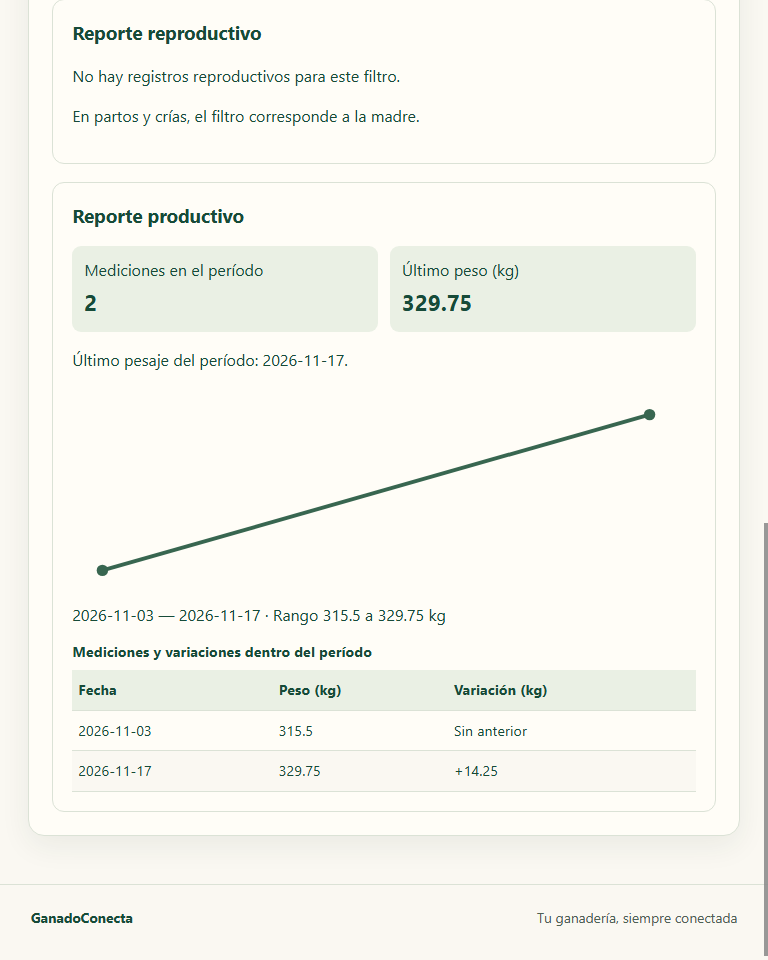 Reporte reproductivo
No hay registros reproductivos para este filtro.
En partos y crías, el filtro corresponde a la madre.
Reporte productivo
Mediciones en el período
2
Último peso (kg)
329.75
Último pesaje del período: 2026-11-17.
2026-11-03 — 2026-11-17 · Rango 315.5 a 329.75 kg
Mediciones y variaciones dentro del período
Fecha Peso (kg) Variación (kg)
2026-11-03 315.5 Sin anterior
2026-11-17 329.75 +14.25
GanadoConecta
Tu ganadería, siempre conectada